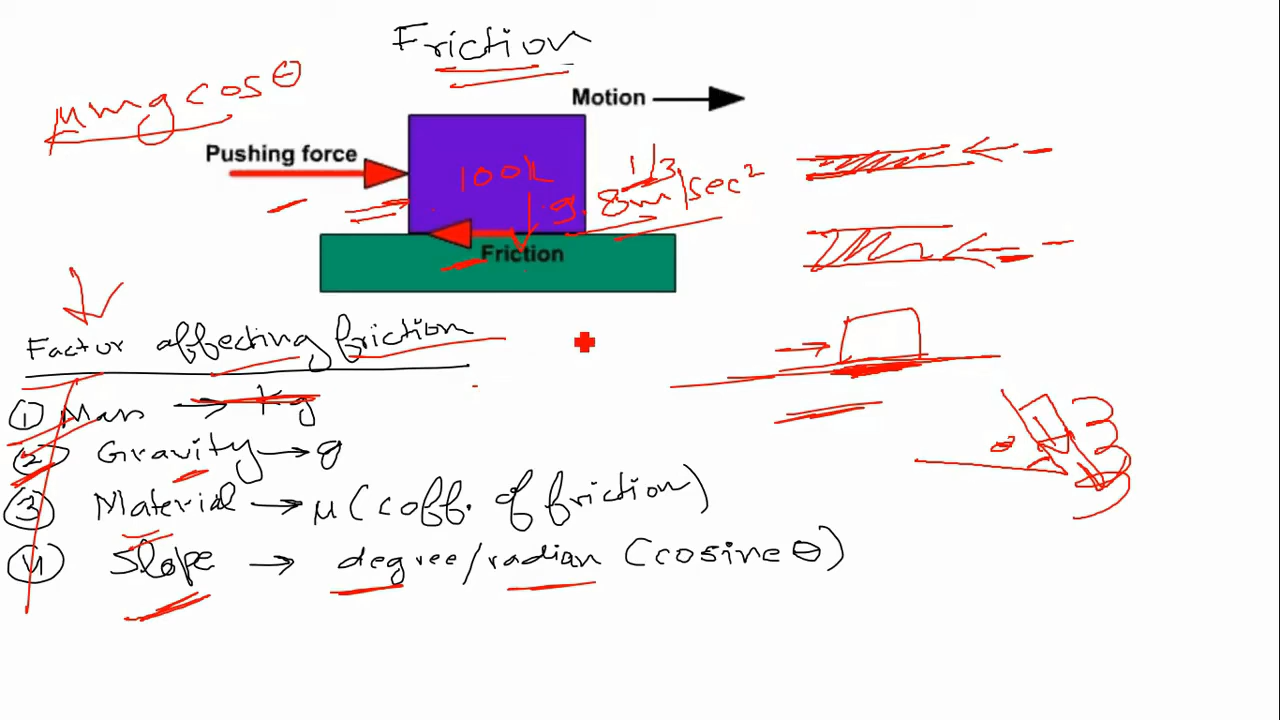 Friction
μmg cos θ
Motion
Pushing force
100k
1/3
9.8m/sec²
Friction
Factor affecting friction
① Mass → kg
② Gravity → g
③ Material → μ (coff. of friction)
④ Slope → degree/radian (cosine θ)
θ